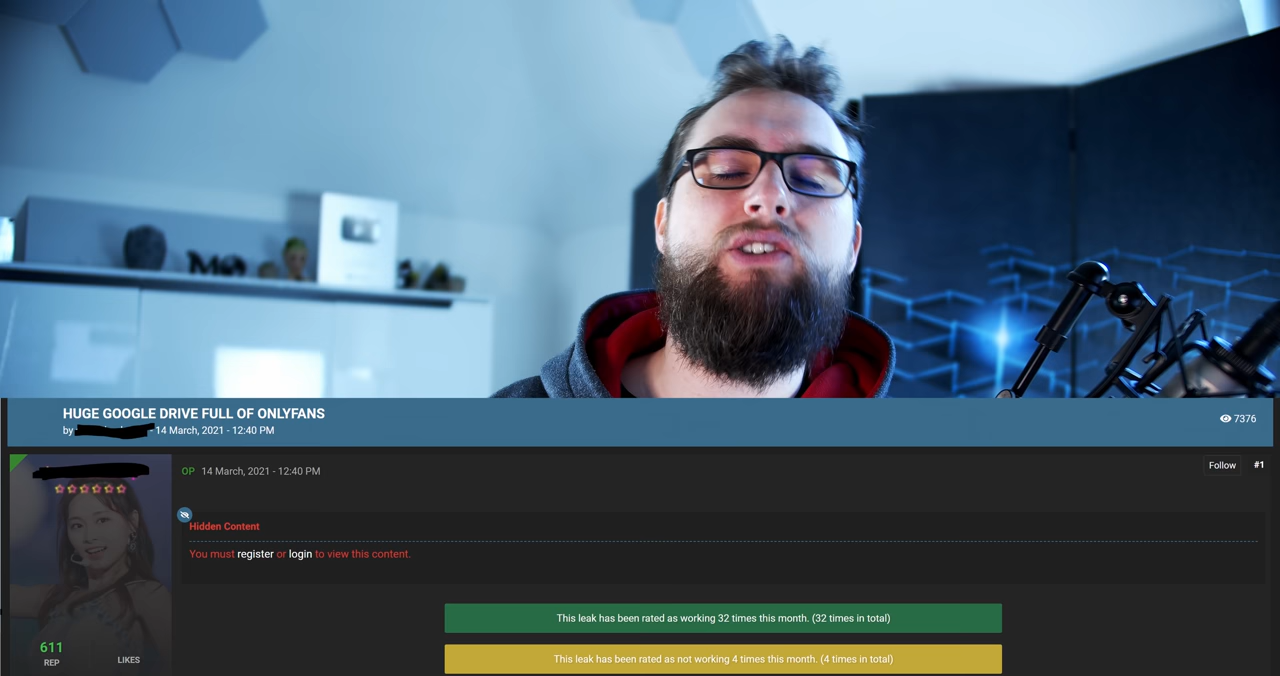 HUGE GOOGLE DRIVE FULL OF ONLYFANS
by - 14 March, 2021 - 12:40 PM
7376
OP 14 March, 2021 - 12:40 PM
Follow #1
Hidden Content
You must register or login to view this content.
This leak has been rated as working 32 times this month. (32 times in total)
611
REP
LIKES
This leak has been rated as not working 4 times this month. (4 times in total)